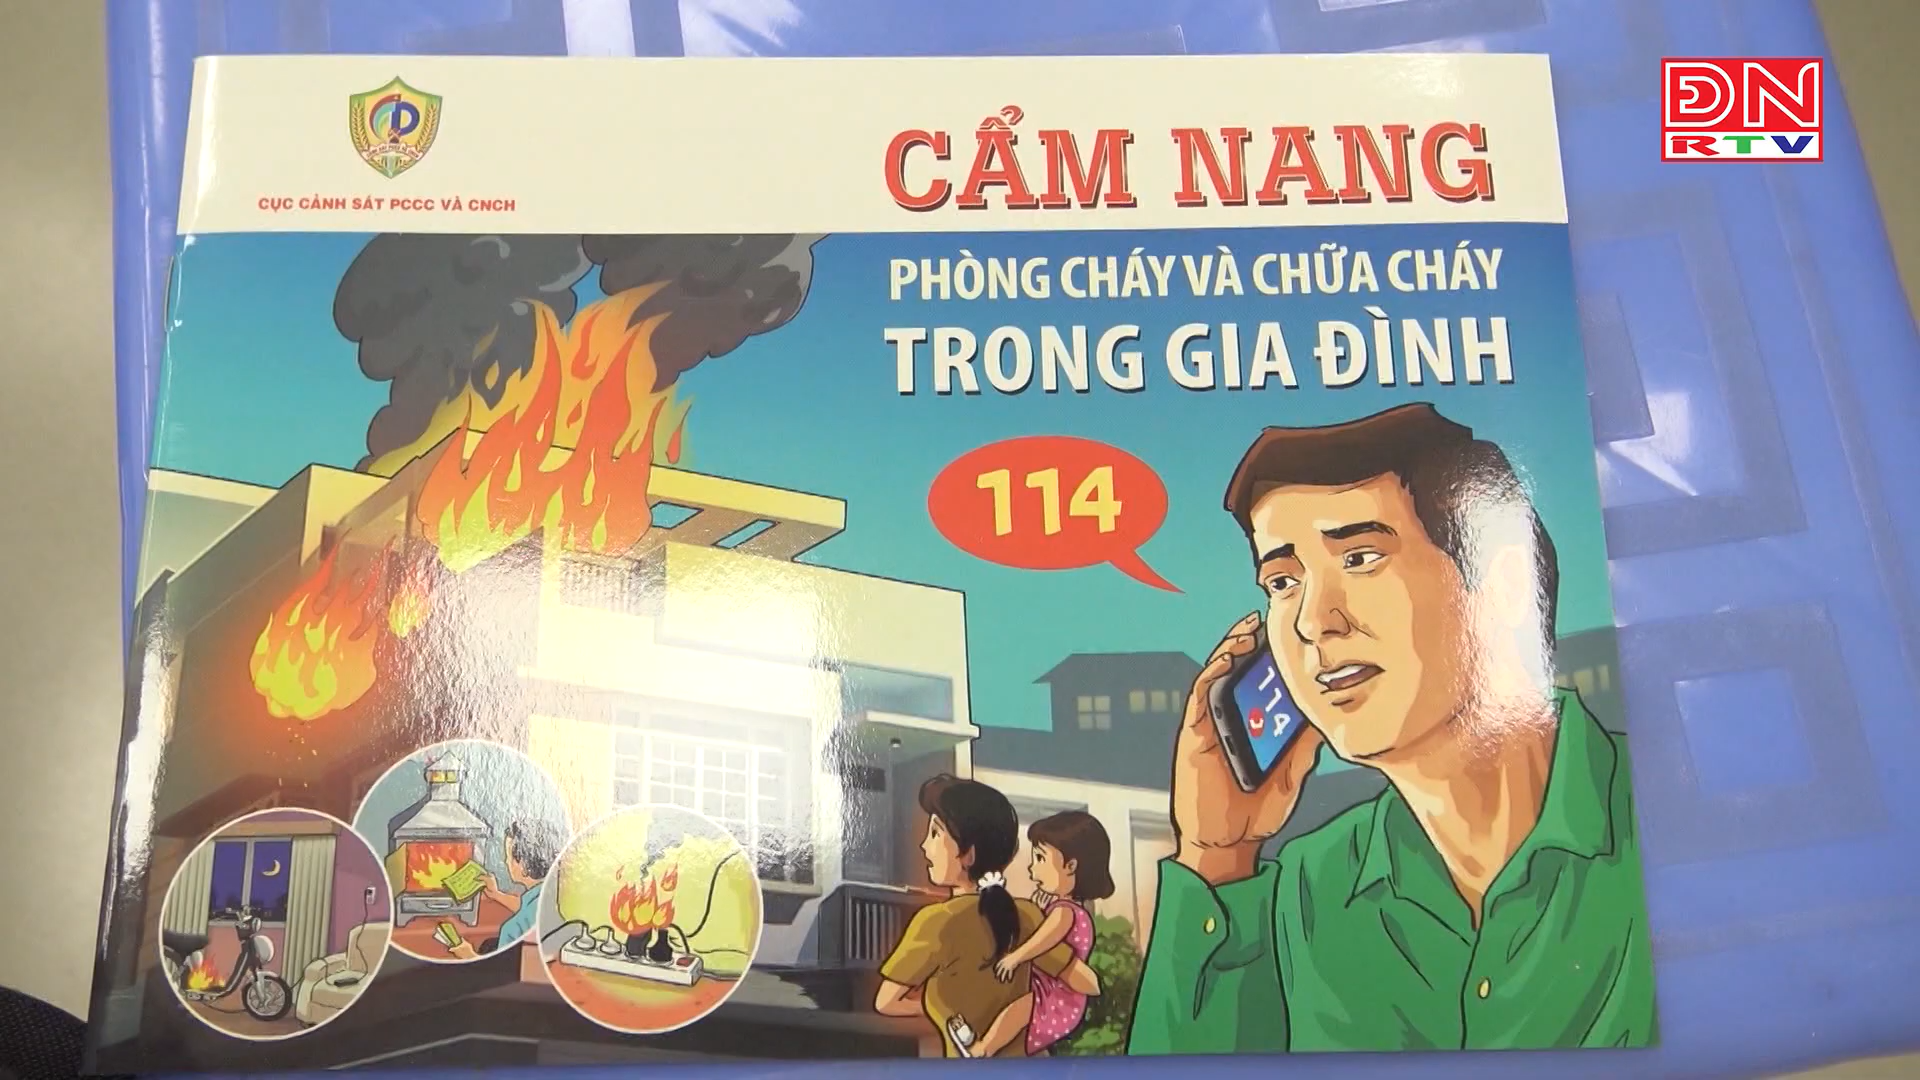 CỤC CẢNH SÁT PCCC VÀ CNCH
CẨM NANG
PHÒNG CHÁY VÀ CHỮA CHÁY
TRONG GIA ĐÌNH
114
114
ĐN
RTV